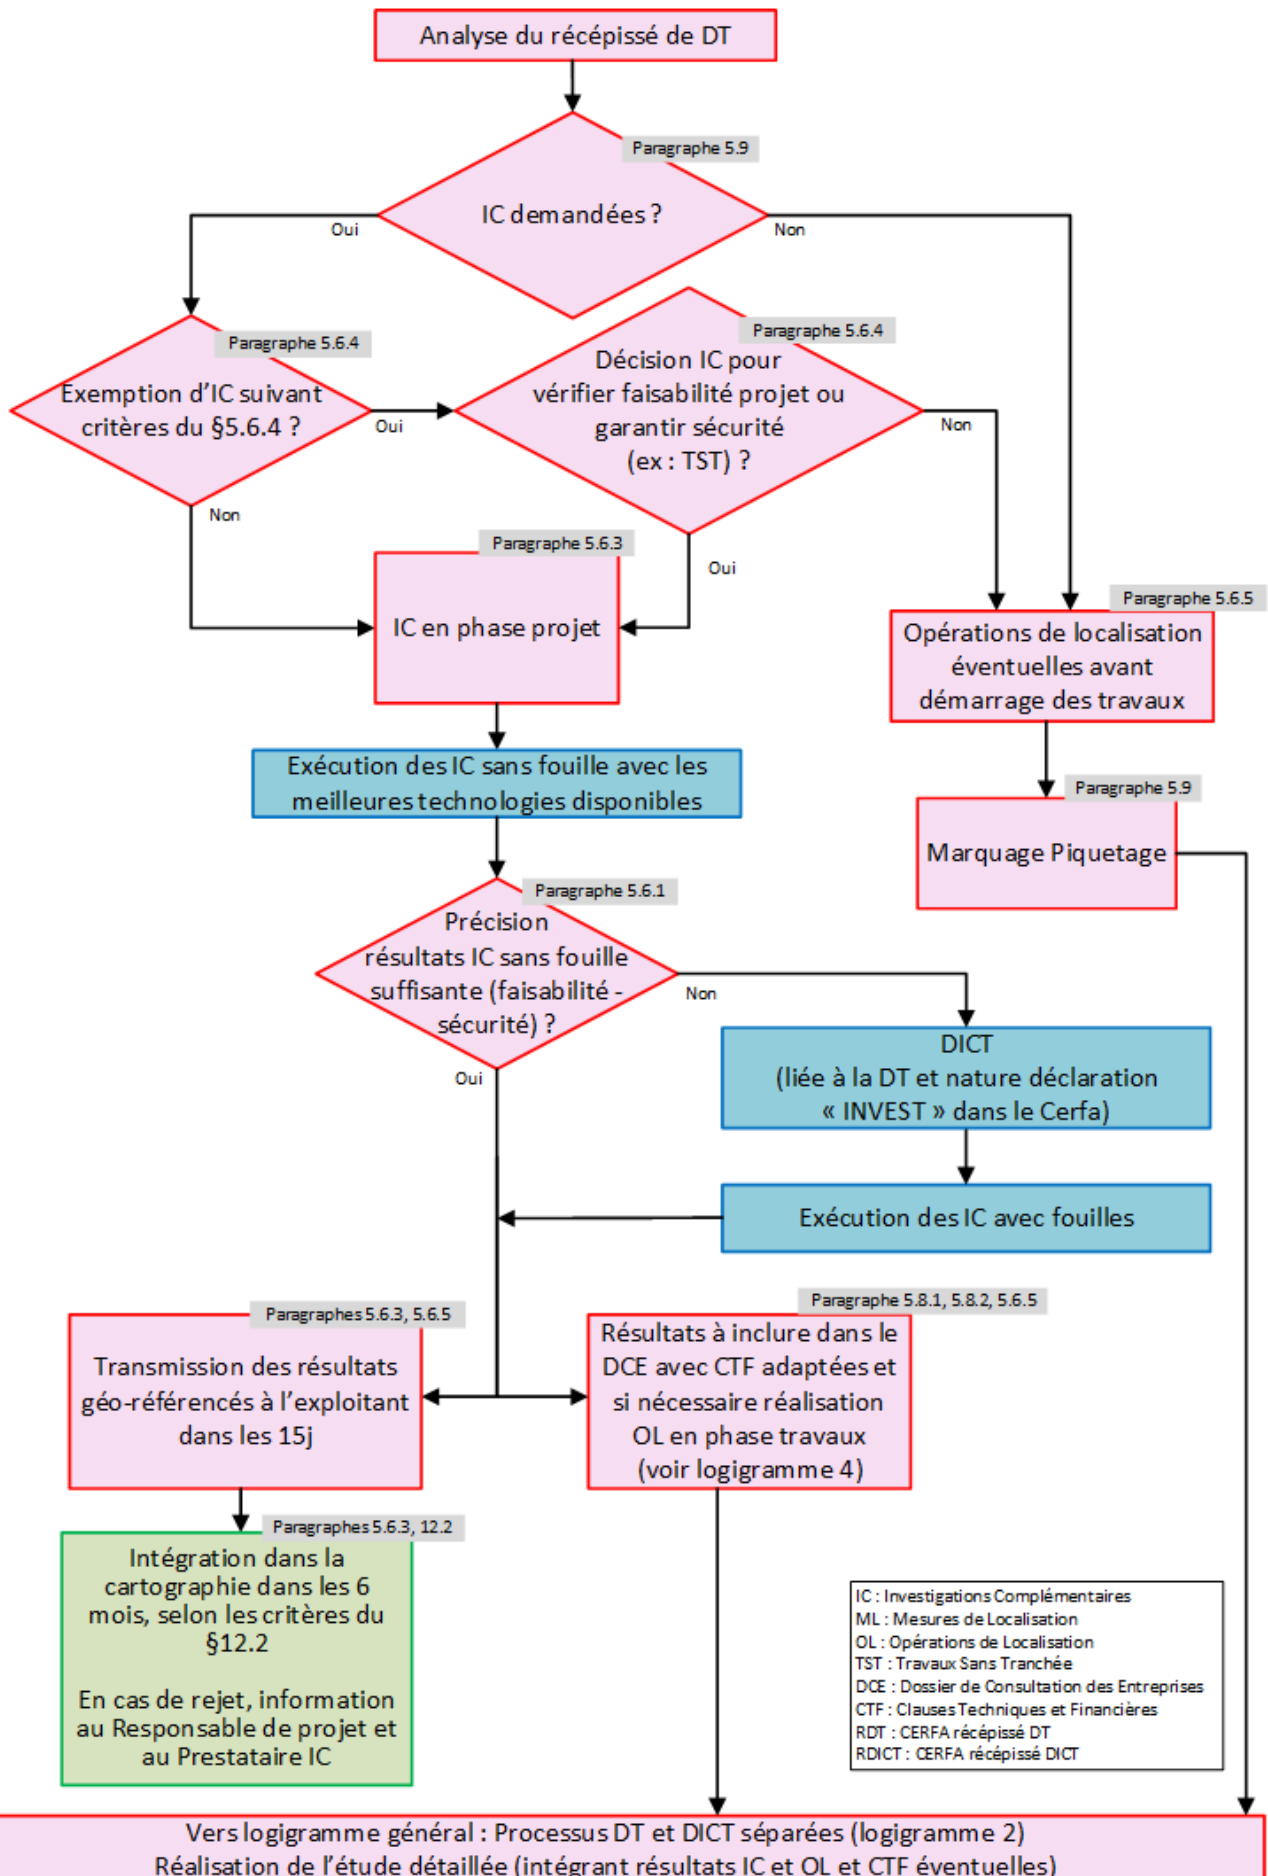 Analyse du récépissé de DT
Paragraphe 5.9
IC demandées ?
Oui
Non
Paragraphe 5.6.4
Exemption d'IC suivant
critères du §5.6.4 ?
Oui
Non
Paragraphe 5.6.4
Décision IC pour
vérifier faisabilité projet ou
garantir sécurité
(ex : TST) ?
Non
Oui
Paragraphe 5.6.3
IC en phase projet
Paragraphe 5.6.5
Opérations de localisation
éventuelles avant
démarrage des travaux
Exécution des IC sans fouille avec les
meilleures technologies disponibles
Paragraphe 5.9
Marquage Piquetage
Paragraphe 5.6.1
Précision
résultats IC sans fouille
suffisante (faisabilité -
sécurité) ?
Non
Oui
DICT
(liée à la DT et nature déclaration
« INVEST » dans le Cerfa)
Exécution des IC avec fouilles
Paragraphes 5.6.3, 5.6.5
Transmission des résultats
géo-référencés à l'exploitant
dans les 15j
Paragraphe 5.8.1, 5.8.2, 5.6.5
Résultats à inclure dans le
DCE avec CTF adaptées et
si nécessaire réalisation
OL en phase travaux
(voir logigramme 4)
Paragraphes 5.6.3, 12.2
Intégration dans la
cartographie dans les 6
mois, selon les critères du
§12.2
En cas de rejet, information
au Responsable de projet et
au Prestataire IC
IC : Investigations Complémentaires
ML : Mesures de Localisation
OL : Opérations de Localisation
TST : Travaux Sans Tranchée
DCE : Dossier de Consultation des Entreprises
CTF : Clauses Techniques et Financières
RDT : CERFA récépissé DT
RDICT : CERFA récépissé DICT
Vers logigramme général : Processus DT et DICT séparées (logigramme 2)
Réalisation de l'étude détaillée (intégrant résultats IC et OL et CTF éventuelles)